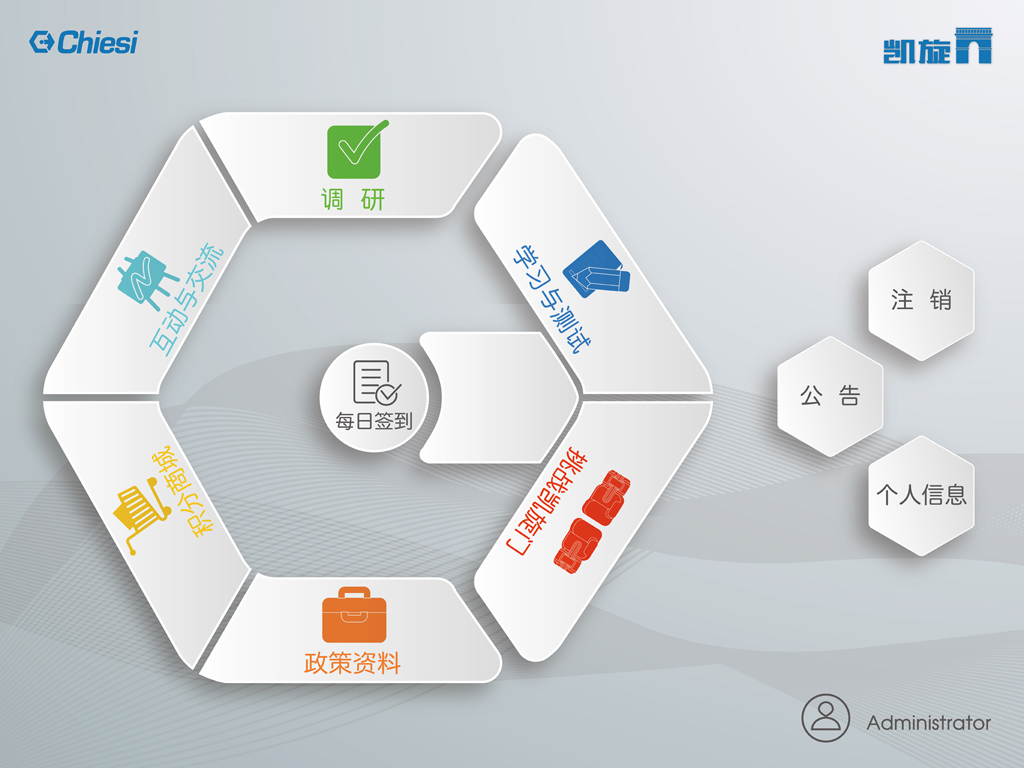 Chiesi
凯旋
调 研
互动与交流
学习与测试
每日签到
积分商城
挑战凯旋门
政策资料
注 销
公 告
个人信息
Administrator